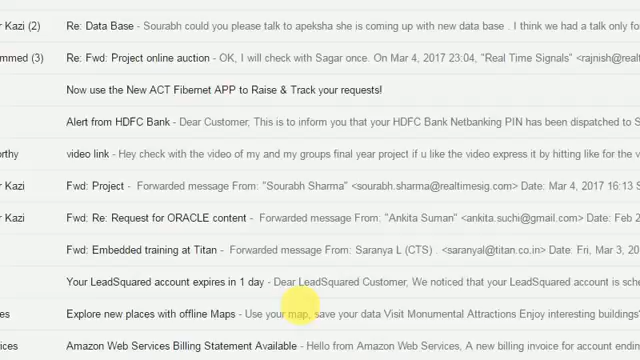 r Kazi (2) Re: Data Base - Sourabh could you please talk to apeksha she is coming up with new data base . I think we had a talk only fo
mmed (3) Re: Fwd: Project online auction - OK, I will check with Sagar once. On Mar 4, 2017 23:04, "Real Time Signals" <rajnish@realt
Now use the New ACT Fibernet APP to Raise & Track your requests!
Alert from HDFC Bank - Dear Customer, This is to inform you that your HDFC Bank Netbanking PIN has been dispatched to S
orthy video link - Hey check with the video of my and my groups final year project if u like the video express it by hitting like for the v
r Kazi Fwd: Project - Forwarded message From: "Sourabh Sharma" <sourabh.sharma@realtimesig.com> Date: Mar 4, 2017 16:13 S
r Kazi Fwd: Re: Request for ORACLE content - Forwarded message From: "Ankita Suman" <ankita.suchi@gmail.com> Date: Feb 2
Fwd: Embedded training at Titan - Forwarded message From: Saranya L (CTS) . <saranyal@titan.co.in> Date: Fri, Mar 3, 20
Your LeadSquared account expires in 1 day - Dear LeadSquared Customer, We noticed that your LeadSquared account is sche
es Explore new places with offline Maps - Use your map, save your data Visit Monumental Attractions Enjoy interesting buildings
ices Amazon Web Services Billing Statement Available - Hello from Amazon Web Services, A new billing invoice for account endin